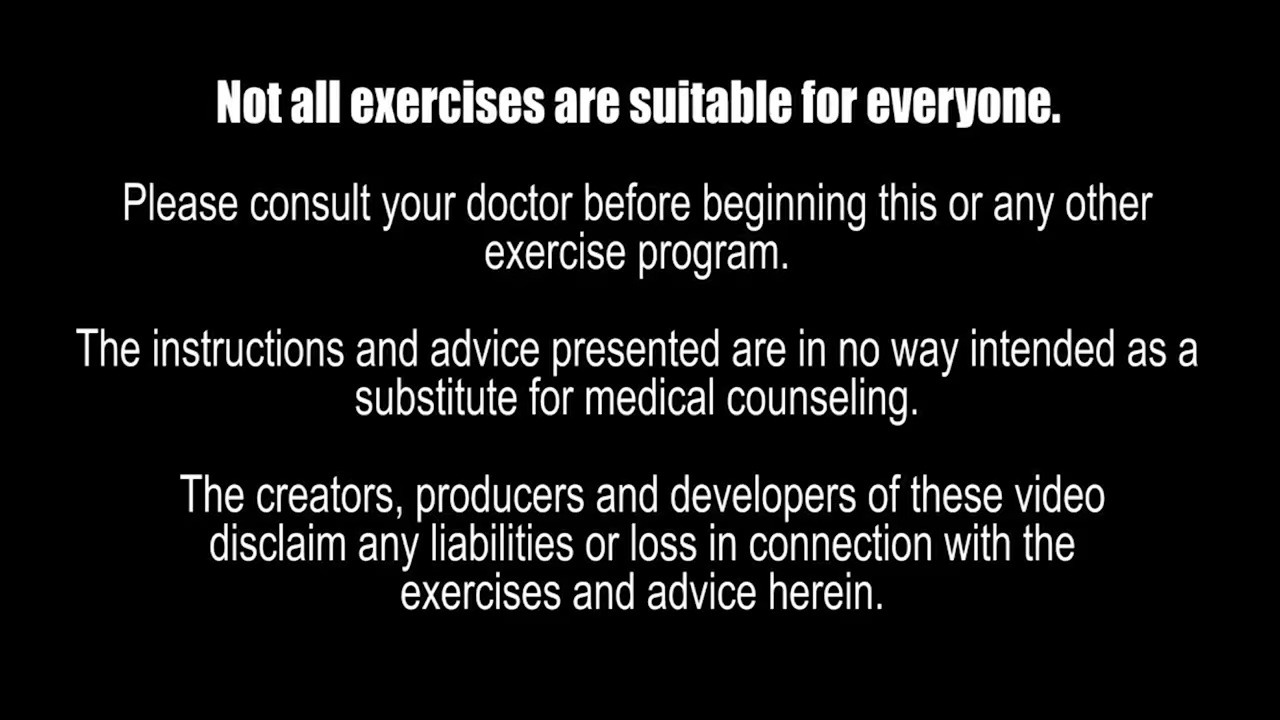 Not all exercises are suitable for everyone.
Please consult your doctor before beginning this or any other
exercise program.
The instructions and advice presented are in no way intended as a
substitute for medical counseling.
The creators, producers and developers of these video
disclaim any liabilities or loss in connection with the
exercises and advice herein.